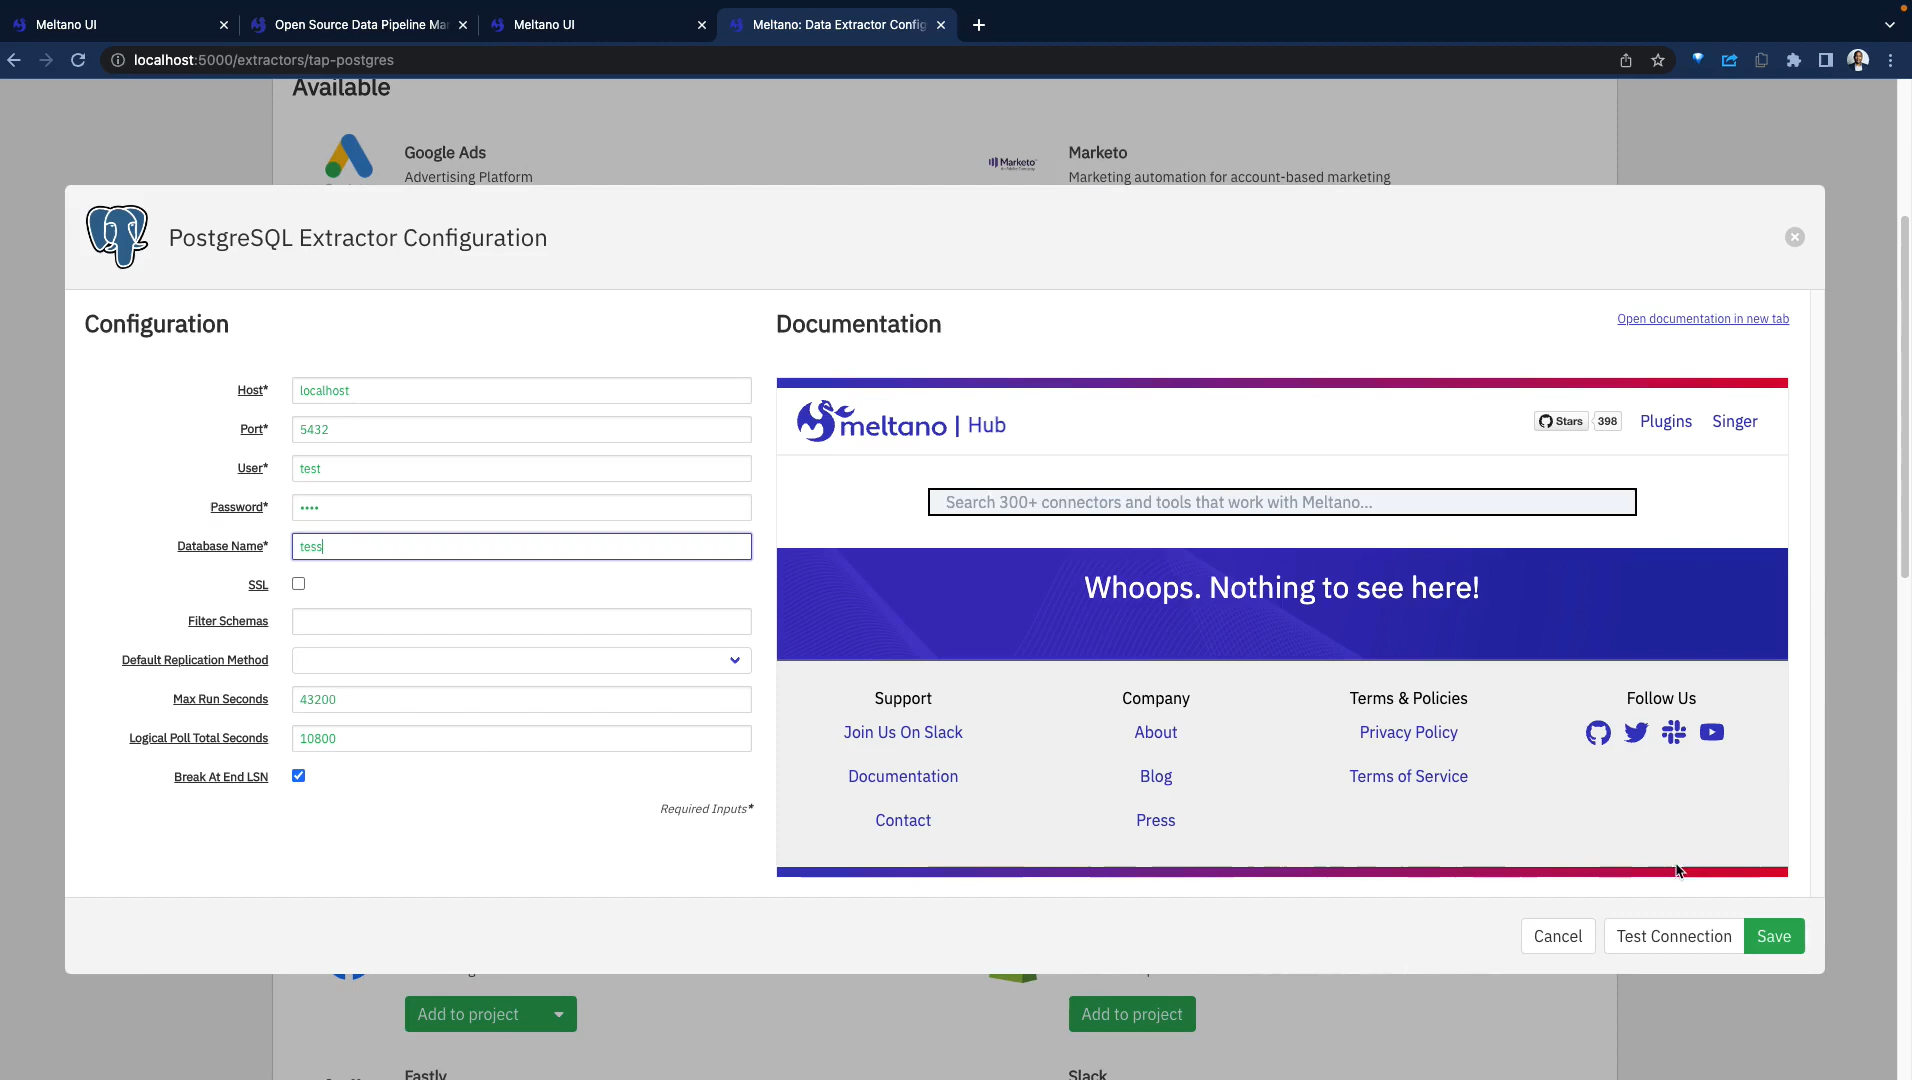 Meltano UI
Open Source Data Pipeline Mar
Meltano UI
Meltano: Data Extractor Config
localhost:5000/extractors/tap-postgres
Available
Google Ads
Advertising Platform
Marketo
Marketo
Marketing automation for account-based marketing
PostgreSQL Extractor Configuration
Configuration
Host*
localhost
Port*
5432
User*
test
Password*
••••
Database Name*
tess
SSL
Filter Schemas
Default Replication Method
Max Run Seconds
43200
Logical Poll Total Seconds
10800
Break At End LSN
Required Inputs*
Documentation
Open documentation in new tab
meltano | Hub
Stars
398
Plugins
Singer
Search 300+ connectors and tools that work with Meltano...
Whoops. Nothing to see here!
Support
Join Us On Slack
Documentation
Contact
Company
About
Blog
Press
Terms & Policies
Privacy Policy
Terms of Service
Follow Us
Cancel
Test Connection
Save
Add to project
Add to project
Fastly
Slack